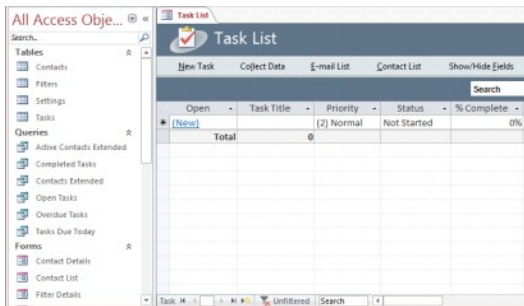 All Access Obje...
Search...
Tables
Contacts
Filters
Settings
Tasks
Queries
Active Contacts Extended
Completed Tasks
Contacts Extended
Open Tasks
Overdue Tasks
Tasks Due Today
Forms
Contact Details
Contact List
Filter Details
Task List
Task List
New Task Collect Data E-mail List Contact List Show/Hide Fields
Search
Open Task Title Priority Status % Complete
(New) (2) Normal Not Started 0%
Total 0
Task Unfiltered Search